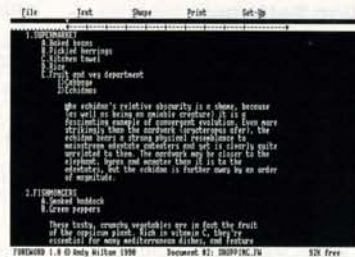 File Text Shape Print Set-Up
1.SUPERMARKET
A.Baked beans
B.Pickled herrings
C.Kitchen towel
D.Rice
E.Fruit and veg department
1)Cabbage
2)Echidnas
The echidna's relative obscurity is a shame, because
(as well as being an amiable creature) it is a
fascinating example of convergent evolution. Even more
strikingly than the aardvark (orycteropus afer), the
echidna bears a strong physical resemblance to
mainstream edentate anteaters and yet is clearly quite
unrelated to them. The aardvark may be closer to the
elephant, hyrax and manatee than it is to the
edentates, but the echidna is further away by an order
of magnitude.
2.FISHMONGERS
A.Smoked haddock
B.Green peppers
These tasty, crunchy vegetables are in fact the fruit
of the capsicum plant. Rich in vitamin C, they're
essential for many mediterranean dishes, and feature
FOREWORD 1.0 © Andy Wilton 1990 Document #2: SHOPPING.FW 92K free